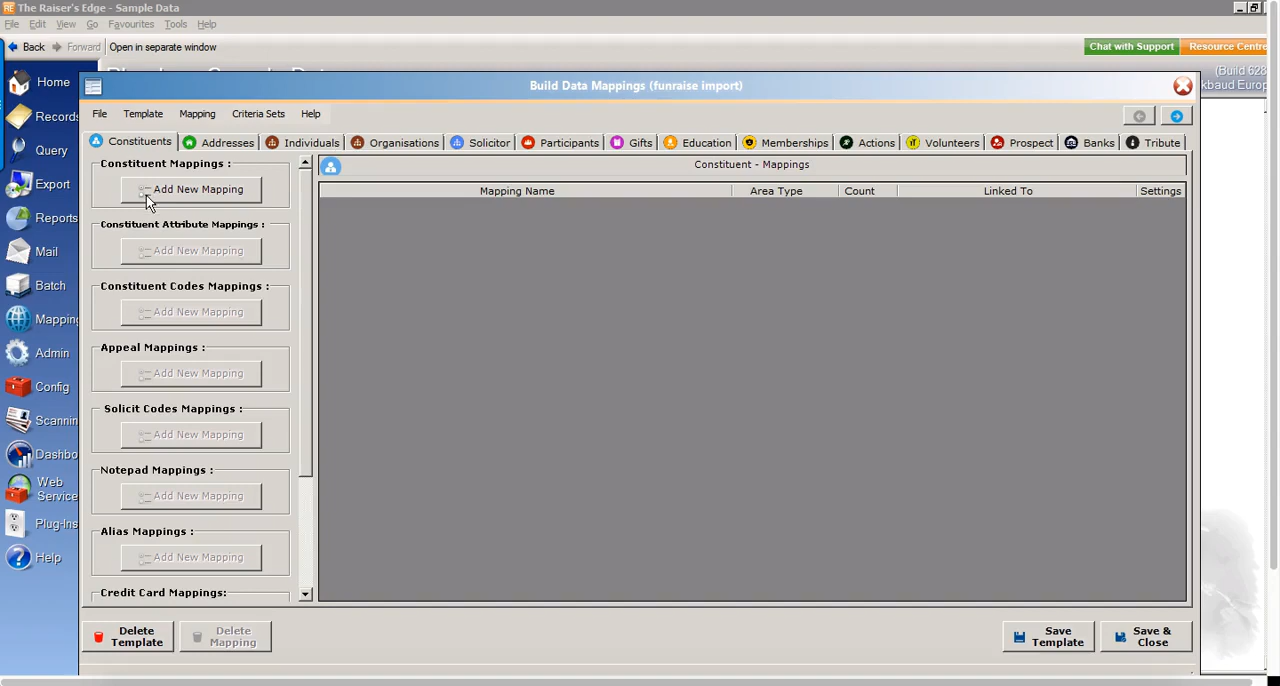 The Raiser's Edge - Sample Data
File Edit View Go Favourites Tools Help
Back Forward Open in separate window Chat with Support Resource Centre
(Build 628
kbaud Europ
Home
Records
Query
Export
Reports
Mail
Batch
Mapping
Admin
Config
Scannin
Dashbo
Web
Service
Plug-Ins
Help
Build Data Mappings (funraise import)
File Template Mapping Criteria Sets Help
Constituents Addresses Individuals Organisations Solicitor Participants Gifts Education Memberships Actions Volunteers Prospect Banks Tribute
Constituent Mappings :
Add New Mapping
Constituent Attribute Mappings :
Add New Mapping
Constituent Codes Mappings :
Add New Mapping
Appeal Mappings :
Add New Mapping
Solicit Codes Mappings :
Add New Mapping
Notepad Mappings :
Add New Mapping
Alias Mappings :
Add New Mapping
Credit Card Mappings:
Constituent - Mappings
Mapping Name Area Type Count Linked To Settings
Delete Template
Delete Mapping
Save Template
Save & Close